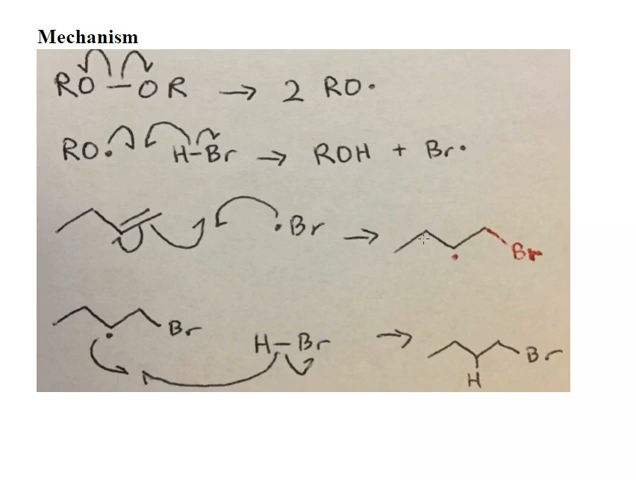 Mechanism
RO—OR → 2 RO·
RO· H-Br → ROH + Br·
·Br → Br
Br H-Br → Br
H